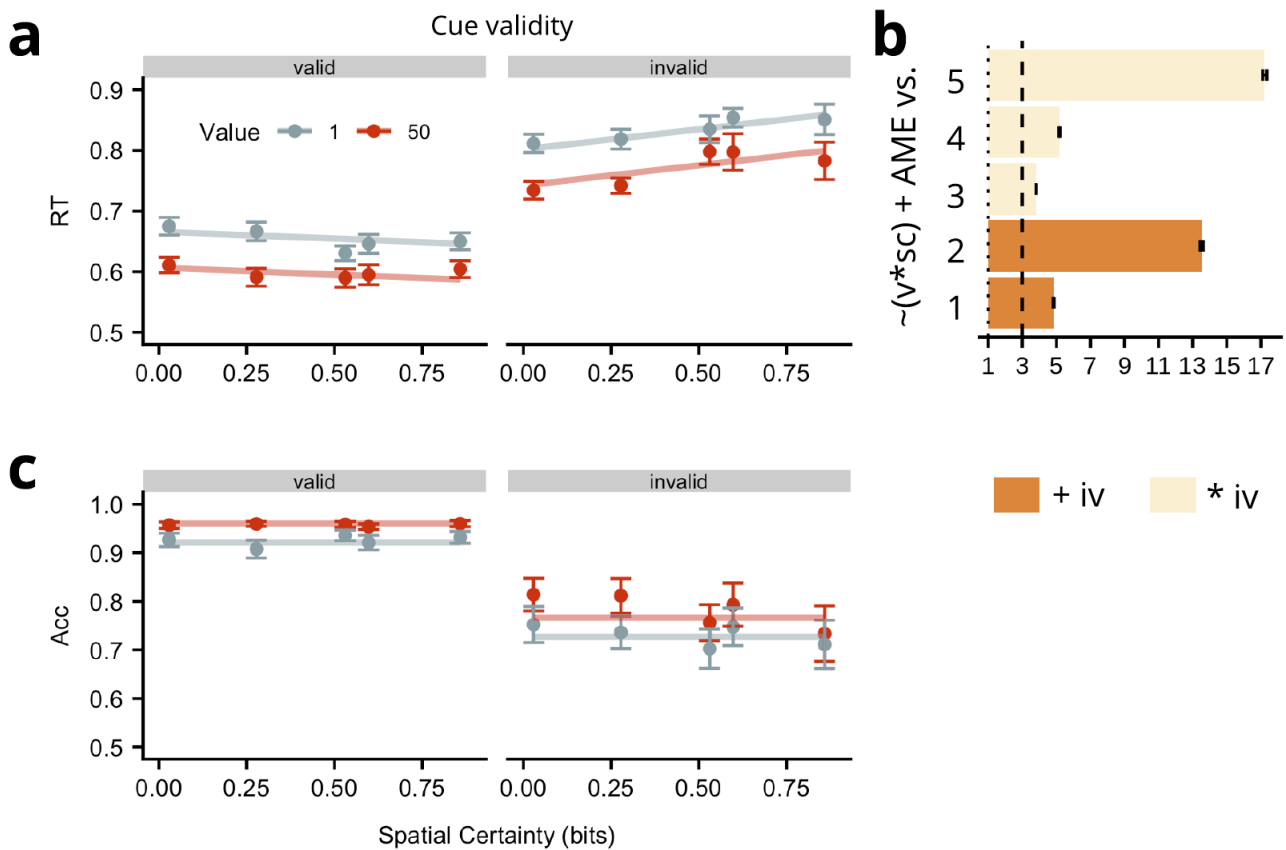 a
Cue validity
valid
invalid
0.9
0.8
0.7
0.6
0.5
RT
Value 1 50
0.00 0.25 0.50 0.75
0.00 0.25 0.50 0.75
b
~(v*sc) + AME vs.
5
4
3
2
1
1 3 5 7 9 11 13 15 17
+ iv
* iv
c
valid
invalid
1.0
0.9
0.8
0.7
0.6
0.5
Acc
0.00 0.25 0.50 0.75
0.00 0.25 0.50 0.75
Spatial Certainty (bits)